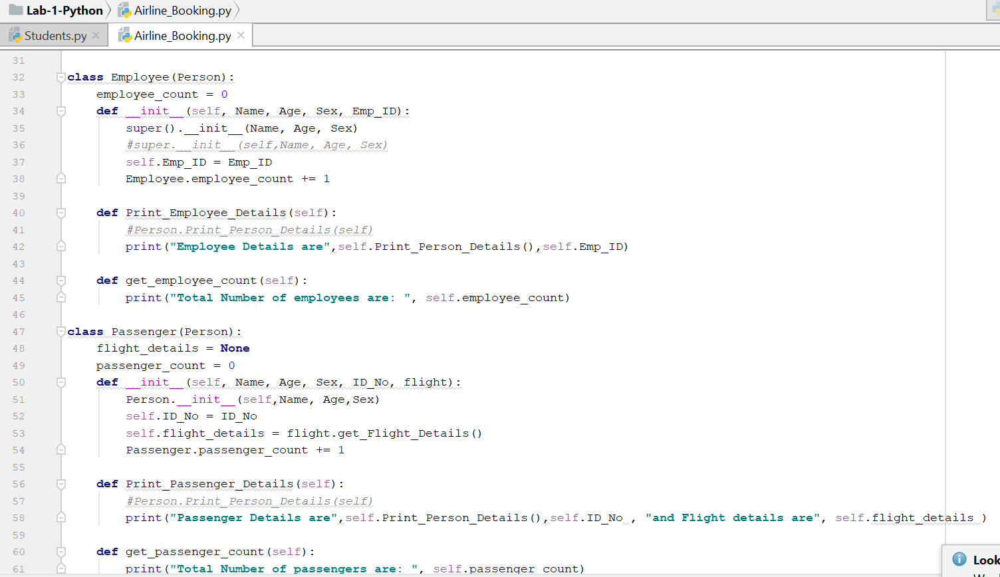 Lab-1-Python Airline_Booking.py
Students.py Airline_Booking.py
31
32 class Employee(Person):
33 employee_count = 0
34 def __init__(self, Name, Age, Sex, Emp_ID):
35 super().__init__(Name, Age, Sex)
36 #super.__init__(self,Name, Age, Sex)
37 self.Emp_ID = Emp_ID
38 Employee.employee_count += 1
39
40 def Print_Employee_Details(self):
41 #Person.Print_Person_Details(self)
42 print("Employee Details are",self.Print_Person_Details(),self.Emp_ID)
43
44 def get_employee_count(self):
45 print("Total Number of employees are: ", self.employee_count)
46
47 class Passenger(Person):
48 flight_details = None
49 passenger_count = 0
50 def __init__(self, Name, Age, Sex, ID_No, flight):
51 Person.__init__(self,Name, Age,Sex)
52 self.ID_No = ID_No
53 self.flight_details = flight.get_Flight_Details()
54 Passenger.passenger_count += 1
55
56 def Print_Passenger_Details(self):
57 #Person.Print_Person_Details(self)
58 print("Passenger Details are",self.Print_Person_Details(),self.ID_No , "and Flight details are", self.flight_details )
59
60 def get_passenger_count(self):
61 print("Total Number of passengers are: ", self.passenger_count)
Look